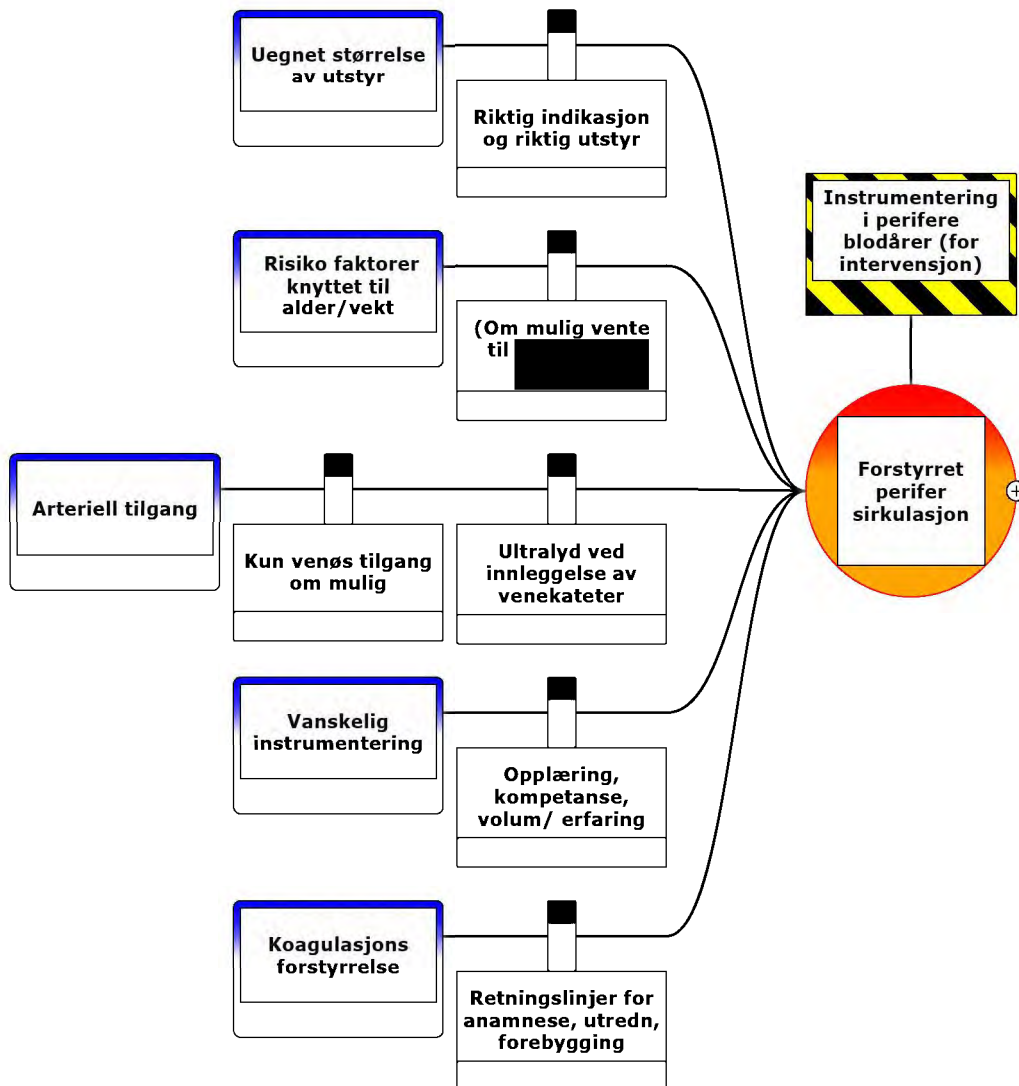 Uegnet størrelse
av utstyr
Riktig indikasjon
og riktig utstyr
Instrumentering
i perifere
blodårer (for
intervensjon)
Risiko faktorer
knyttet til
alder/vekt
(Om mulig vente
til
Forstyrret
perifer
sirkulasjon
Arteriell tilgang
Kun venøs tilgang
om mulig
Ultralyd ved
innleggelse av
venekateter
Vanskelig
instrumentering
Opplæring,
kompetanse,
volum/ erfaring
Koagulasjons
forstyrrelse
Retningslinjer for
anamnese, utredn,
forebygging